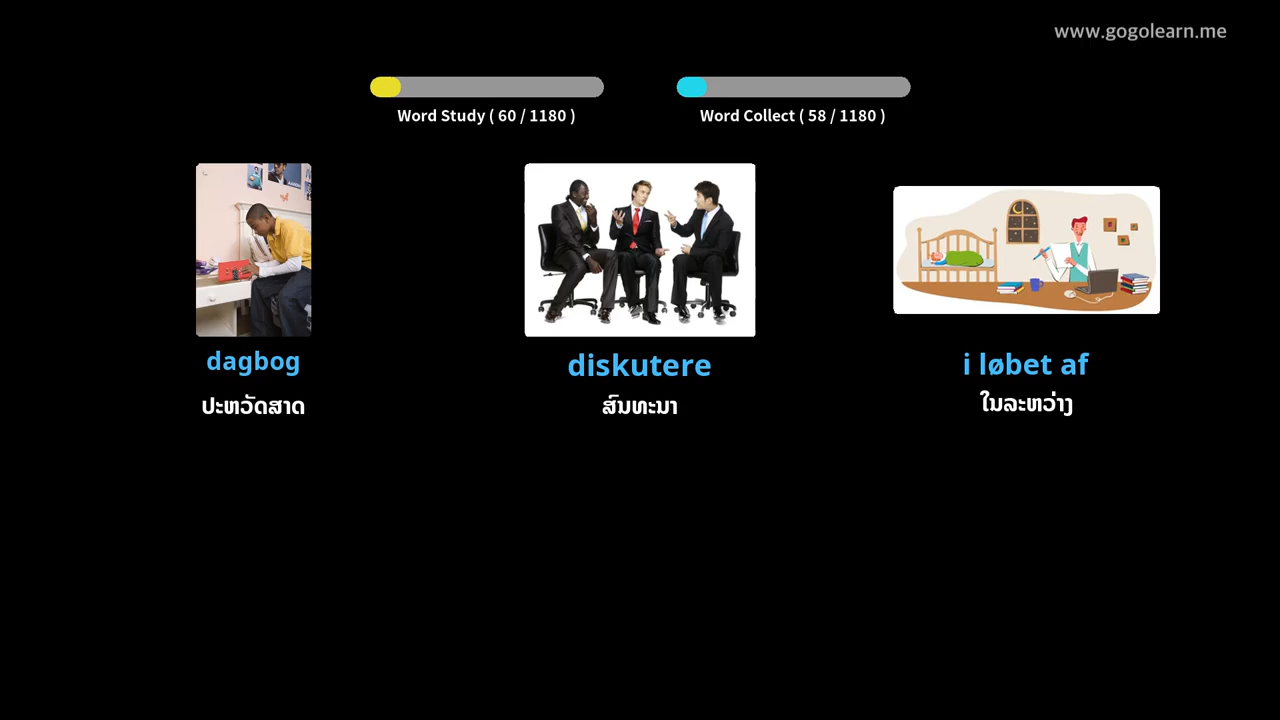 www.gogolearn.me
Word Study ( 60 / 1180 )
Word Collect ( 58 / 1180 )
dagbog
diskutere
i løbet af
ປະຫວັດສາດ
ສົນທະນາ
ໃນລະຫວ່າງ